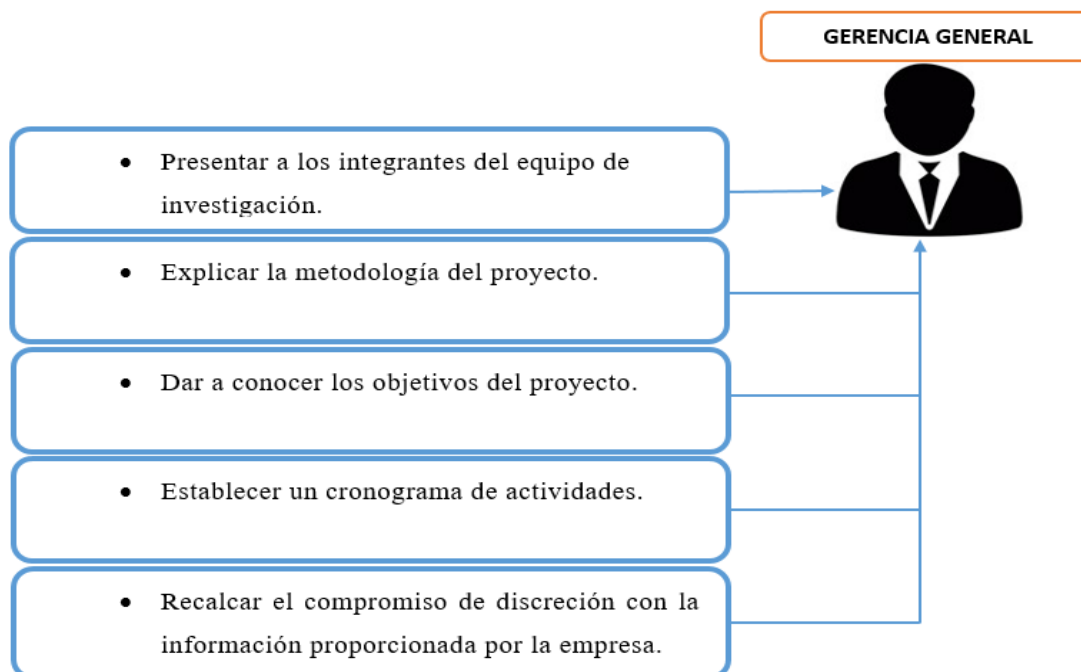 GERENCIA GENERAL
• Presentar a los integrantes del equipo de
investigación.
• Explicar la metodología del proyecto.
• Dar a conocer los objetivos del proyecto.
• Establecer un cronograma de actividades.
• Recalcar el compromiso de discreción con la
información proporcionada por la empresa.